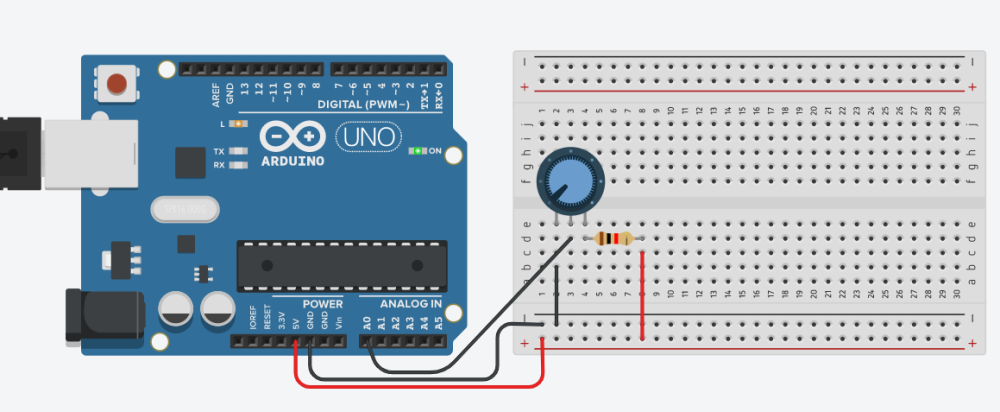 AREF
GND
13
12
~11
~10
~9
8
7
~6
~5
4
~3
2
TX→1
RX←0
DIGITAL (PWM~)
L
TX
RX
ARDUINO
UNO
ON
POWER
ANALOG IN
IOREF
RESET
3.3V
5V
GND
GND
Vin
A0
A1
A2
A3
A4
A5
− −
+ +
1 2 3 4 5 6 7 8 9 10 11 12 13 14 15 16 17 18 19 20 21 22 23 24 25 26 27 28 29 30
j j
i i
h h
g g
f f
e e
d d
c c
b b
a a
1 2 3 4 5 6 7 8 9 10 11 12 13 14 15 16 17 18 19 20 21 22 23 24 25 26 27 28 29 30
− −
+ +